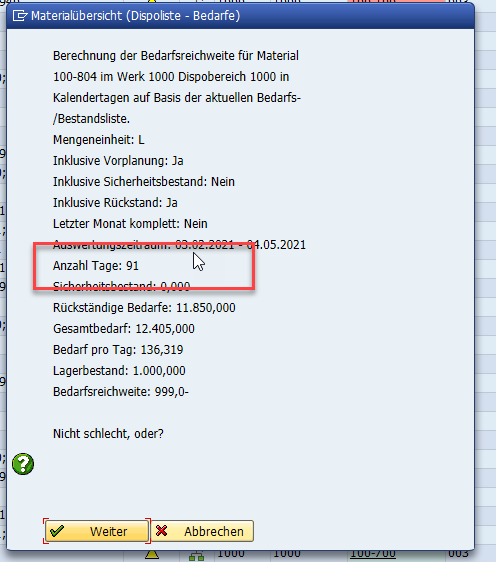 Materialübersicht (Dispoliste - Bedarfe)
Berechnung der Bedarfsreichweite für Material
100-804 im Werk 1000 Dispobereich 1000 in
Kalendertagen auf Basis der aktuellen Bedarfs-
/Bestandsliste.
Mengeneinheit: L
Inklusive Vorplanung: Ja
Inklusive Sicherheitsbestand: Nein
Inklusive Rückstand: Ja
Letzter Monat komplett: Nein
Auswertungszeitraum: 03.02.2021 - 04.05.2021
Anzahl Tage: 91
Sicherheitsbestand: 0,000
Rückständige Bedarfe: 11.850,000
Gesamtbedarf: 12.405,000
Bedarf pro Tag: 136,319
Lagerbestand: 1.000,000
Bedarfsreichweite: 999,0-
Nicht schlecht, oder?
Weiter Abbrechen
1000 1000 100-700 003